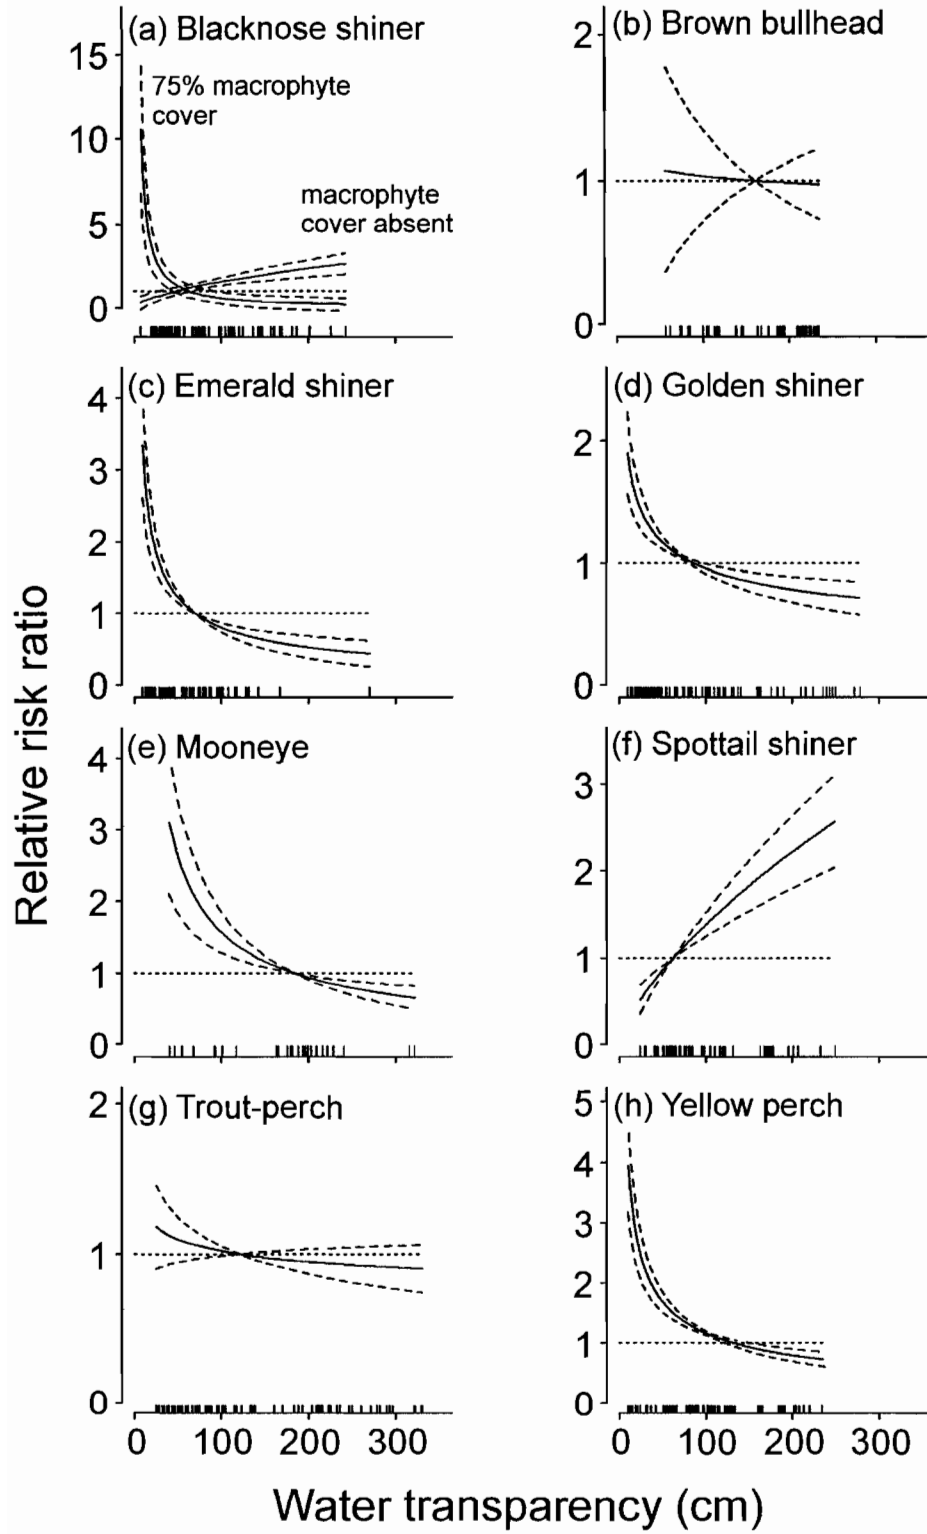 (a) Blacknose shiner
15
75% macrophyte
cover
10
macrophyte
cover absent
5
0
(b) Brown bullhead
2
1
0
(c) Emerald shiner
4
3
2
1
0
(d) Golden shiner
2
1
0
(e) Mooneye
4
3
2
1
0
(f) Spottail shiner
3
2
1
0
(g) Trout-perch
2
1
0
0 100 200 300
(h) Yellow perch
5
4
3
2
1
0
0 100 200 300
Relative risk ratio
Water transparency (cm)